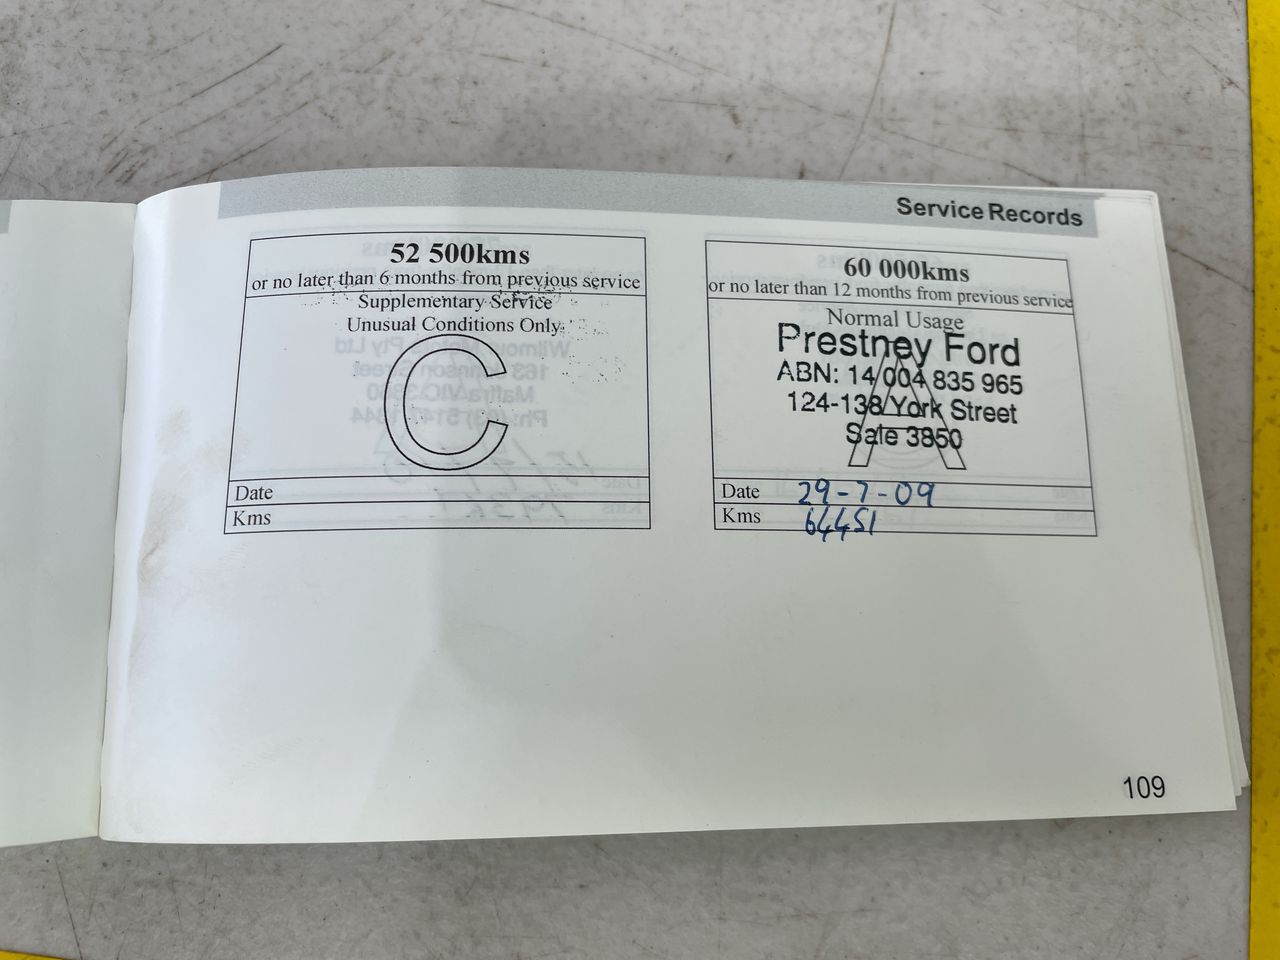 Service Records
52 500kms
or no later than 6 months from previous service
Supplementary Service
Unusual Conditions Only
C
Date
Kms
60 000kms
or no later than 12 months from previous service
Normal Usage
A
Prestney Ford
ABN: 14 004 835 965
124-138 York Street
Sale 3850
Date 29-7-09
Kms 64451
109